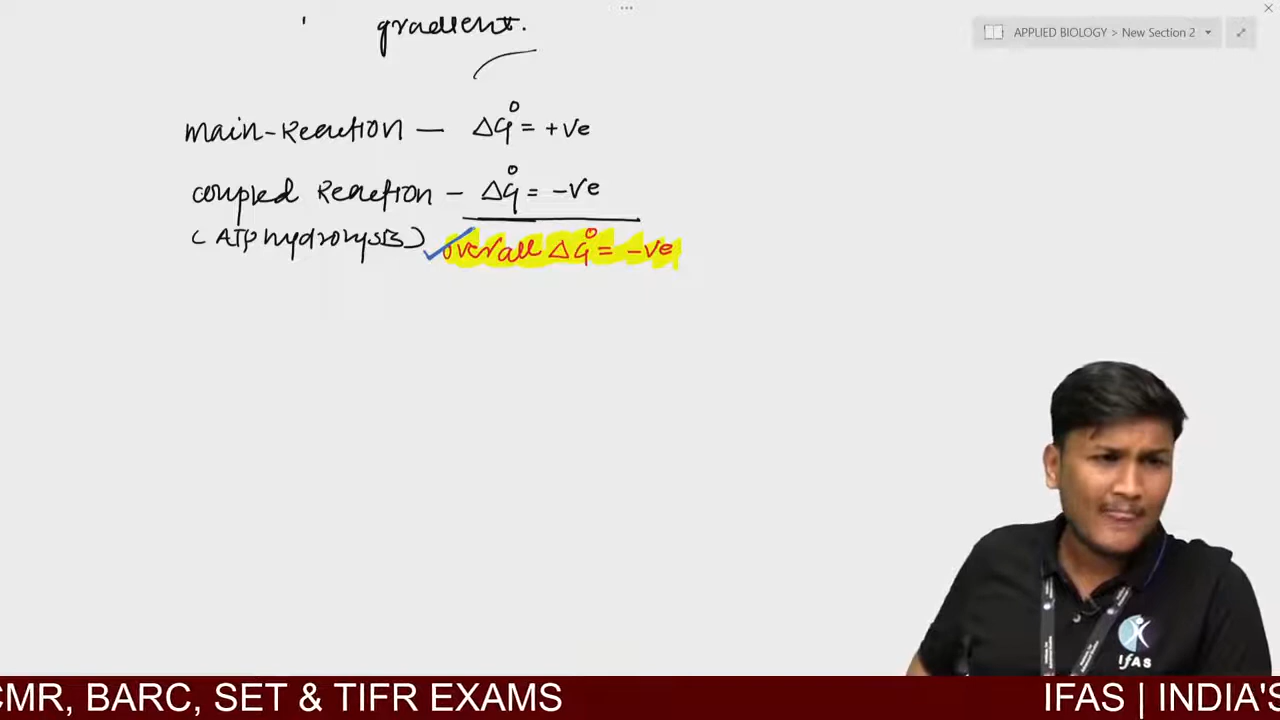 gradient.
APPLIED BIOLOGY > New Section 2
main-Reaction — ΔG° = +ve
coupled Reaction – ΔG° = -ve
(ATP hydrolysis) overall ΔG° = -ve
IFAS
CMR, BARC, SET & TIFR EXAMS
IFAS | INDIA'S